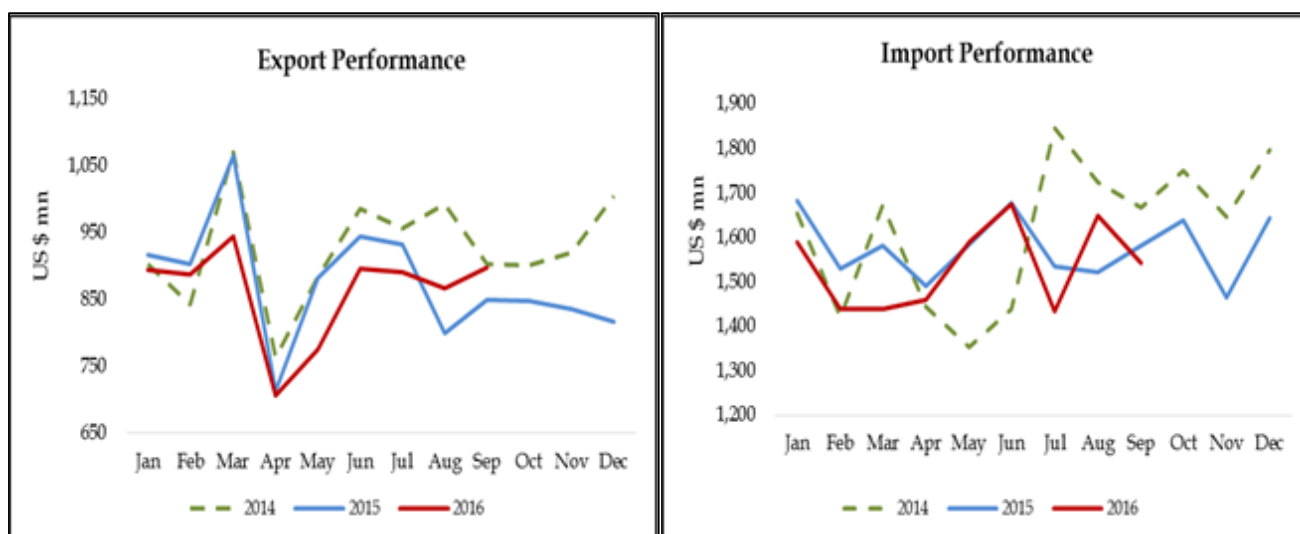 Export Performance
1,150
1,050
950
850
750
650
US $ mn
Jan Feb Mar Apr May Jun Jul Aug Sep Oct Nov Dec
2014 2015 2016
Import Performance
1,900
1,800
1,700
1,600
1,500
1,400
1,300
1,200
US $ mn
Jan Feb Mar Apr May Jun Jul Aug Sep Oct Nov Dec
2014 2015 2016